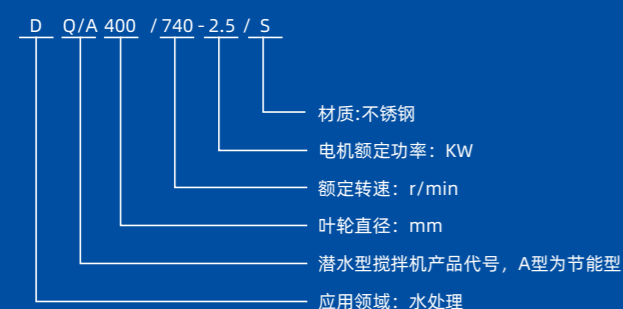 D Q/A 400 / 740 - 2.5 / S
材质:不锈钢
电机额定功率：KW
额定转速：r/min
叶轮直径：mm
潜水型搅拌机产品代号，A型为节能型
应用领域：水处理